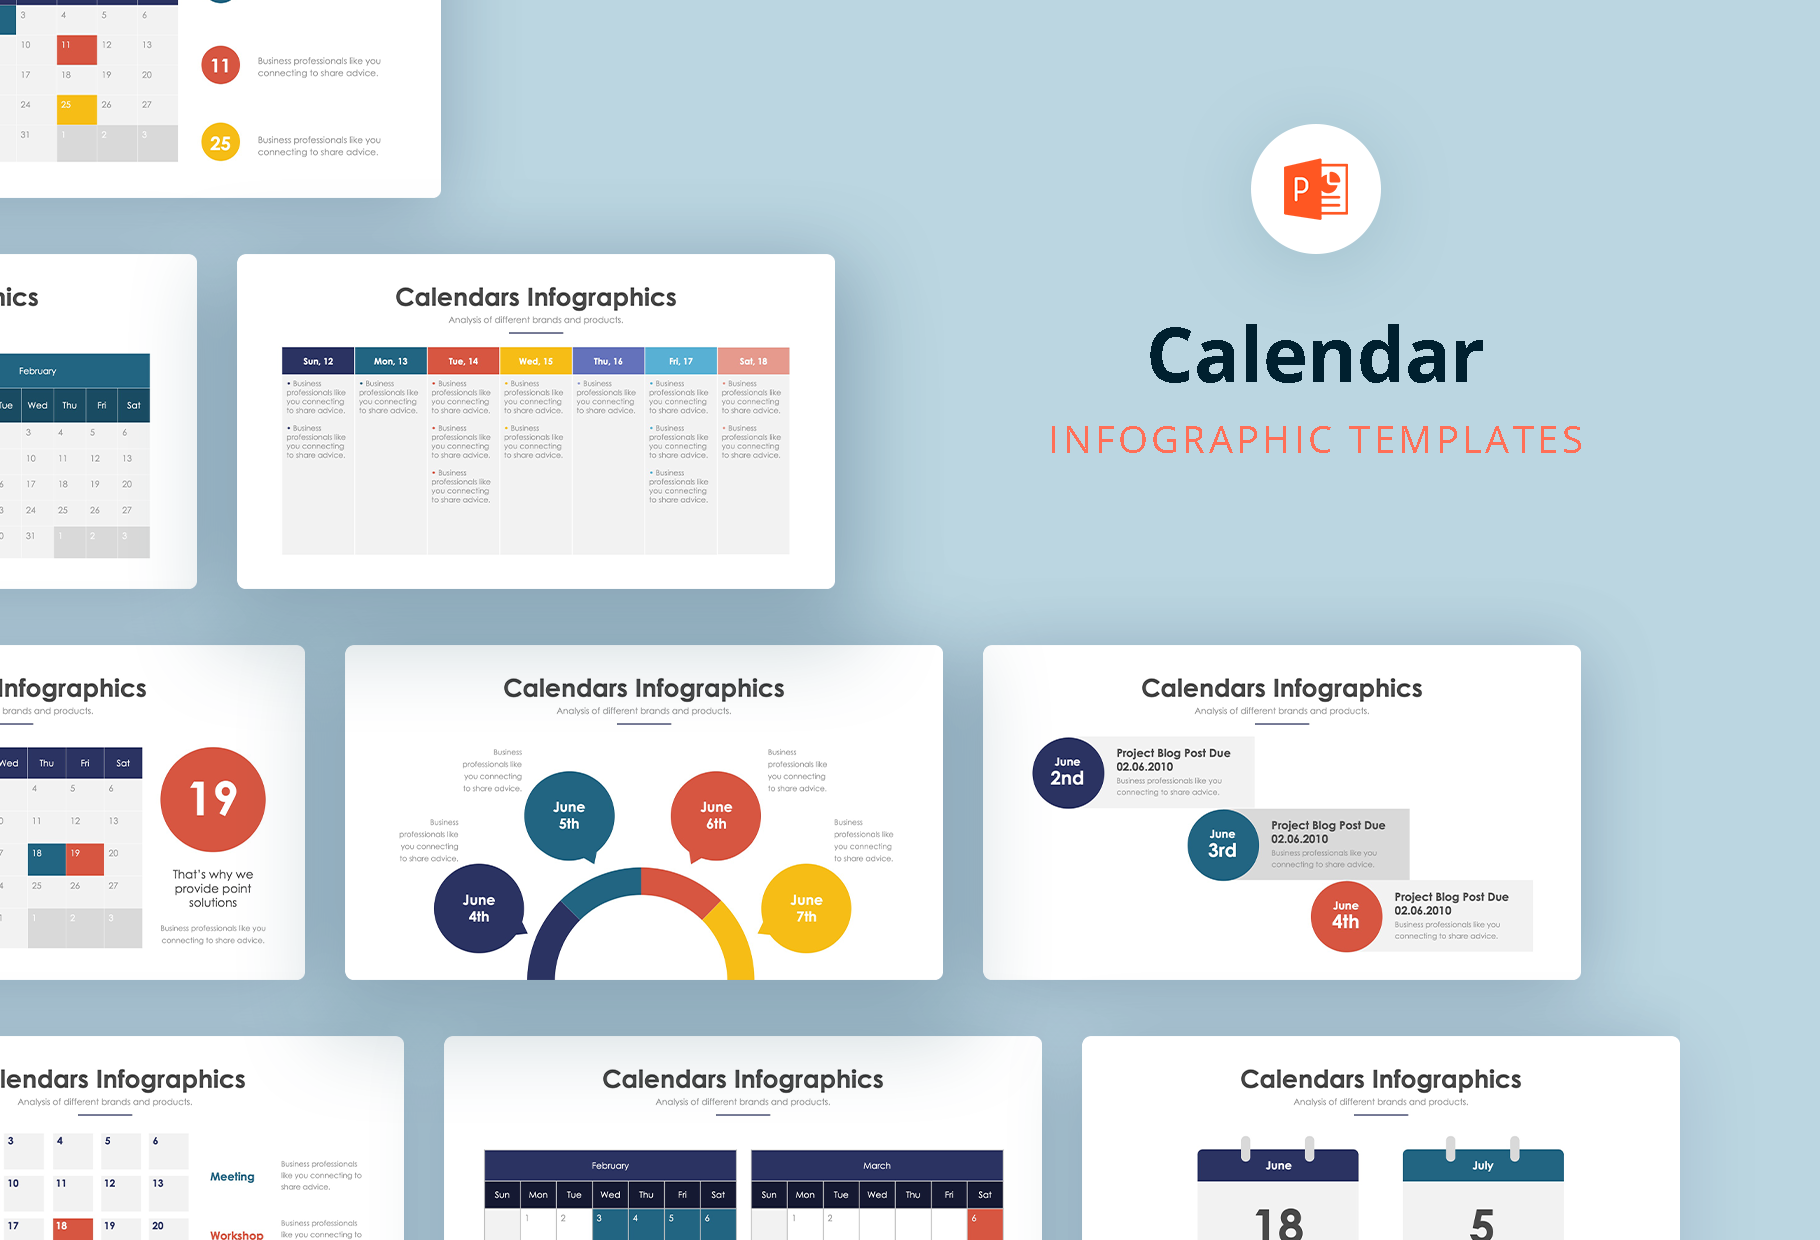 3 4 5 6
10 11 12 13
17 18 19 20
24 25 26 27
31 1 2 3
11
Business professionals like you
connecting to share advice.
25
Business professionals like you
connecting to share advice.
P
Calendar
INFOGRAPHIC TEMPLATES
ics
February
Tue Wed Thu Fri Sat
3 4 5 6
10 11 12 13
6 17 18 19 20
3 24 25 26 27
0 31 1 2 3
Calendars Infographics
Analysis of different brands and products.
Sun, 12
• Business
professionals like
you connecting
to share advice.
• Business
professionals like
you connecting
to share advice.
Mon, 13
• Business
professionals like
you connecting
to share advice.
Tue, 14
• Business
professionals like
you connecting
to share advice.
• Business
professionals like
you connecting
to share advice.
• Business
professionals like
you connecting
to share advice.
Wed, 15
• Business
professionals like
you connecting
to share advice.
• Business
professionals like
you connecting
to share advice.
Thu, 16
• Business
professionals like
you connecting
to share advice.
Fri, 17
• Business
professionals like
you connecting
to share advice.
• Business
professionals like
you connecting
to share advice.
• Business
professionals like
you connecting
to share advice.
Sat, 18
• Business
professionals like
you connecting
to share advice.
• Business
professionals like
you connecting
to share advice.
Infographics
brands and products.
Wed Thu Fri Sat
4 5 6
0 11 12 13
7 18 19 20
4 25 26 27
1 1 2 3
19
That's why we
provide point
solutions
Business professionals like you
connecting to share advice.
Calendars Infographics
Analysis of different brands and products.
Business
professionals like
you connecting
to share advice.
June
4th
Business
professionals like
you connecting
to share advice.
June
5th
Business
professionals like
you connecting
to share advice.
June
6th
Business
professionals like
you connecting
to share advice.
June
7th
Calendars Infographics
Analysis of different brands and products.
June
2nd
Project Blog Post Due
02.06.2010
Business professionals like you
connecting to share advice.
June
3rd
Project Blog Post Due
02.06.2010
Business professionals like you
connecting to share advice.
June
4th
Project Blog Post Due
02.06.2010
Business professionals like you
connecting to share advice.
lendars Infographics
Analysis of different brands and products.
3 4 5 6
10 11 12 13
17 18 19 20
Meeting
Business professionals
like you connecting to
share advice.
Workshop
Business professionals
like you connecting to
Calendars Infographics
Analysis of different brands and products.
February
Sun Mon Tue Wed Thu Fri Sat
1 2 3 4 5 6
March
Sun Mon Tue Wed Thu Fri Sat
1 2 6
Calendars Infographics
Analysis of different brands and products.
June
18
July
5